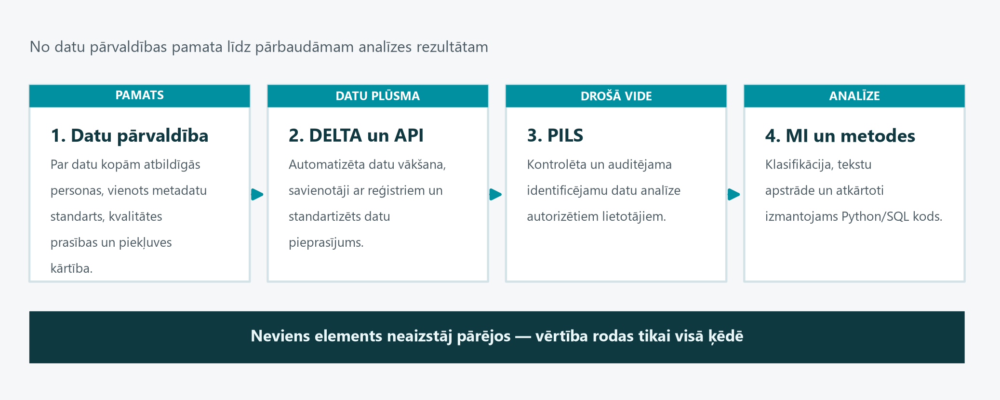 No datu pārvaldības pamata līdz pārbaudāmam analīzes rezultātam
PAMATS
1. Datu pārvaldība
Par datu kopām atbildīgās
personas, vienots metadatu
standarts, kvalitātes
prasības un piekļuves
kārtība.
DATU PLŪSMA
2. DELTA un API
Automatizēta datu vākšana,
savienotāji ar reģistriem un
standartizēts datu
pieprasījums.
DROŠĀ VIDE
3. PILS
Kontrolēta un auditējama
identificējamu datu analīze
autorizētiem lietotājiem.
ANALĪZE
4. MI un metodes
Klasifikācija, tekstu
apstrāde un atkārtoti
izmantojams Python/SQL kods.
Neviens elements neaizstāj pārējos — vērtība rodas tikai visā ķēdē